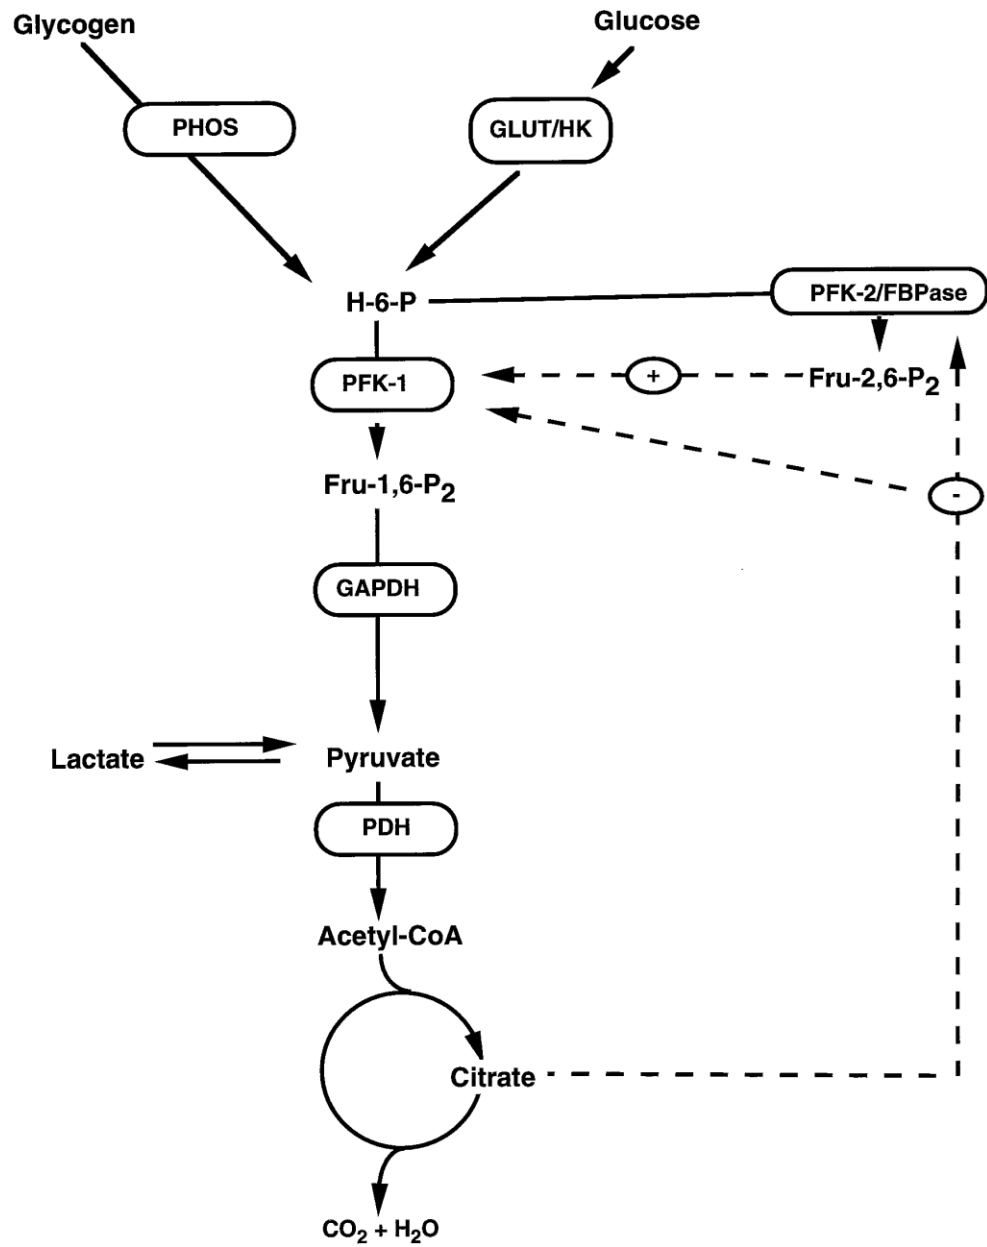 Glycogen
Glucose
PHOS
GLUT/HK
H-6-P
PFK-2/FBPase
PFK-1
+
Fru-2,6-P2
Fru-1,6-P2
-
GAPDH
Lactate
Pyruvate
PDH
Acetyl-CoA
Citrate
CO2 + H2O